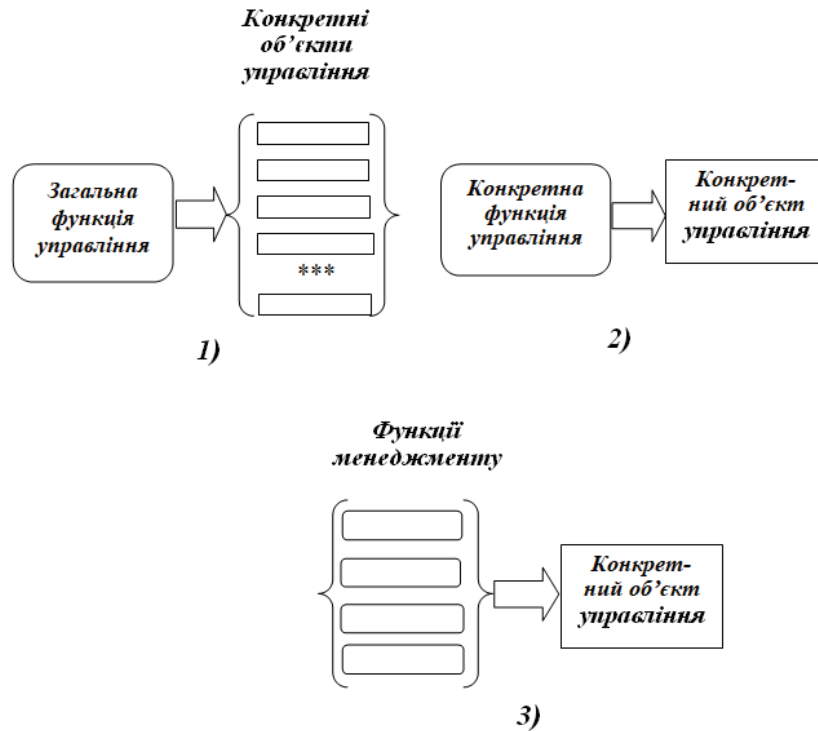 Конкретні
об’єкти
управління
Загальна
функція
управління
***
1)
Конкретна
функція
управління
Конкрет-
ний об’єкт
управління
2)
Функції
менеджменту
Конкрет-
ний об’єкт
управління
3)